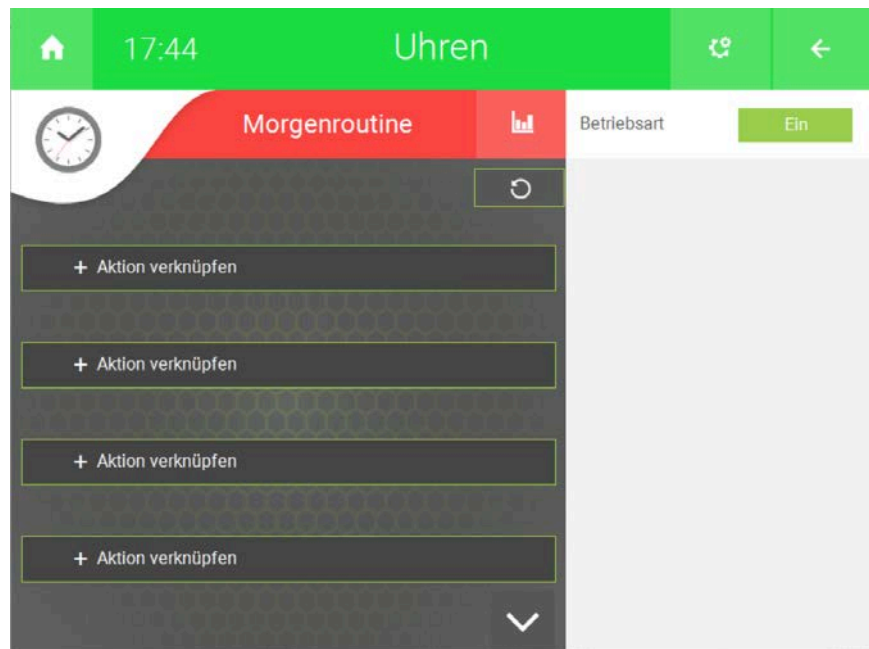 17:44
Uhren
Morgenroutine
Betriebsart
Ein
+ Aktion verknüpfen
+ Aktion verknüpfen
+ Aktion verknüpfen
+ Aktion verknüpfen